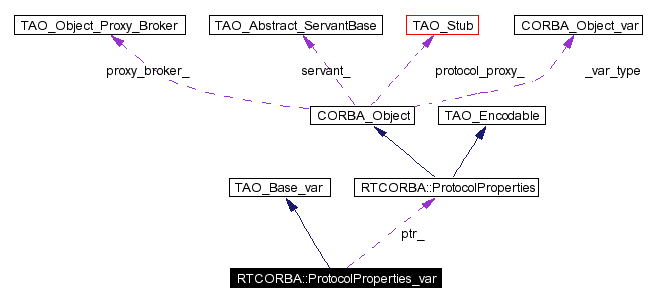 TAO_Object_Proxy_Broker TAO_Abstract_ServantBase TAO_Stub CORBA_Object_var
proxy_broker_ servant_ protocol_proxy_ _var_type
CORBA_Object TAO_Encodable
TAO_Base_var RTCORBA::ProtocolProperties
ptr_
RTCORBA::ProtocolProperties_var